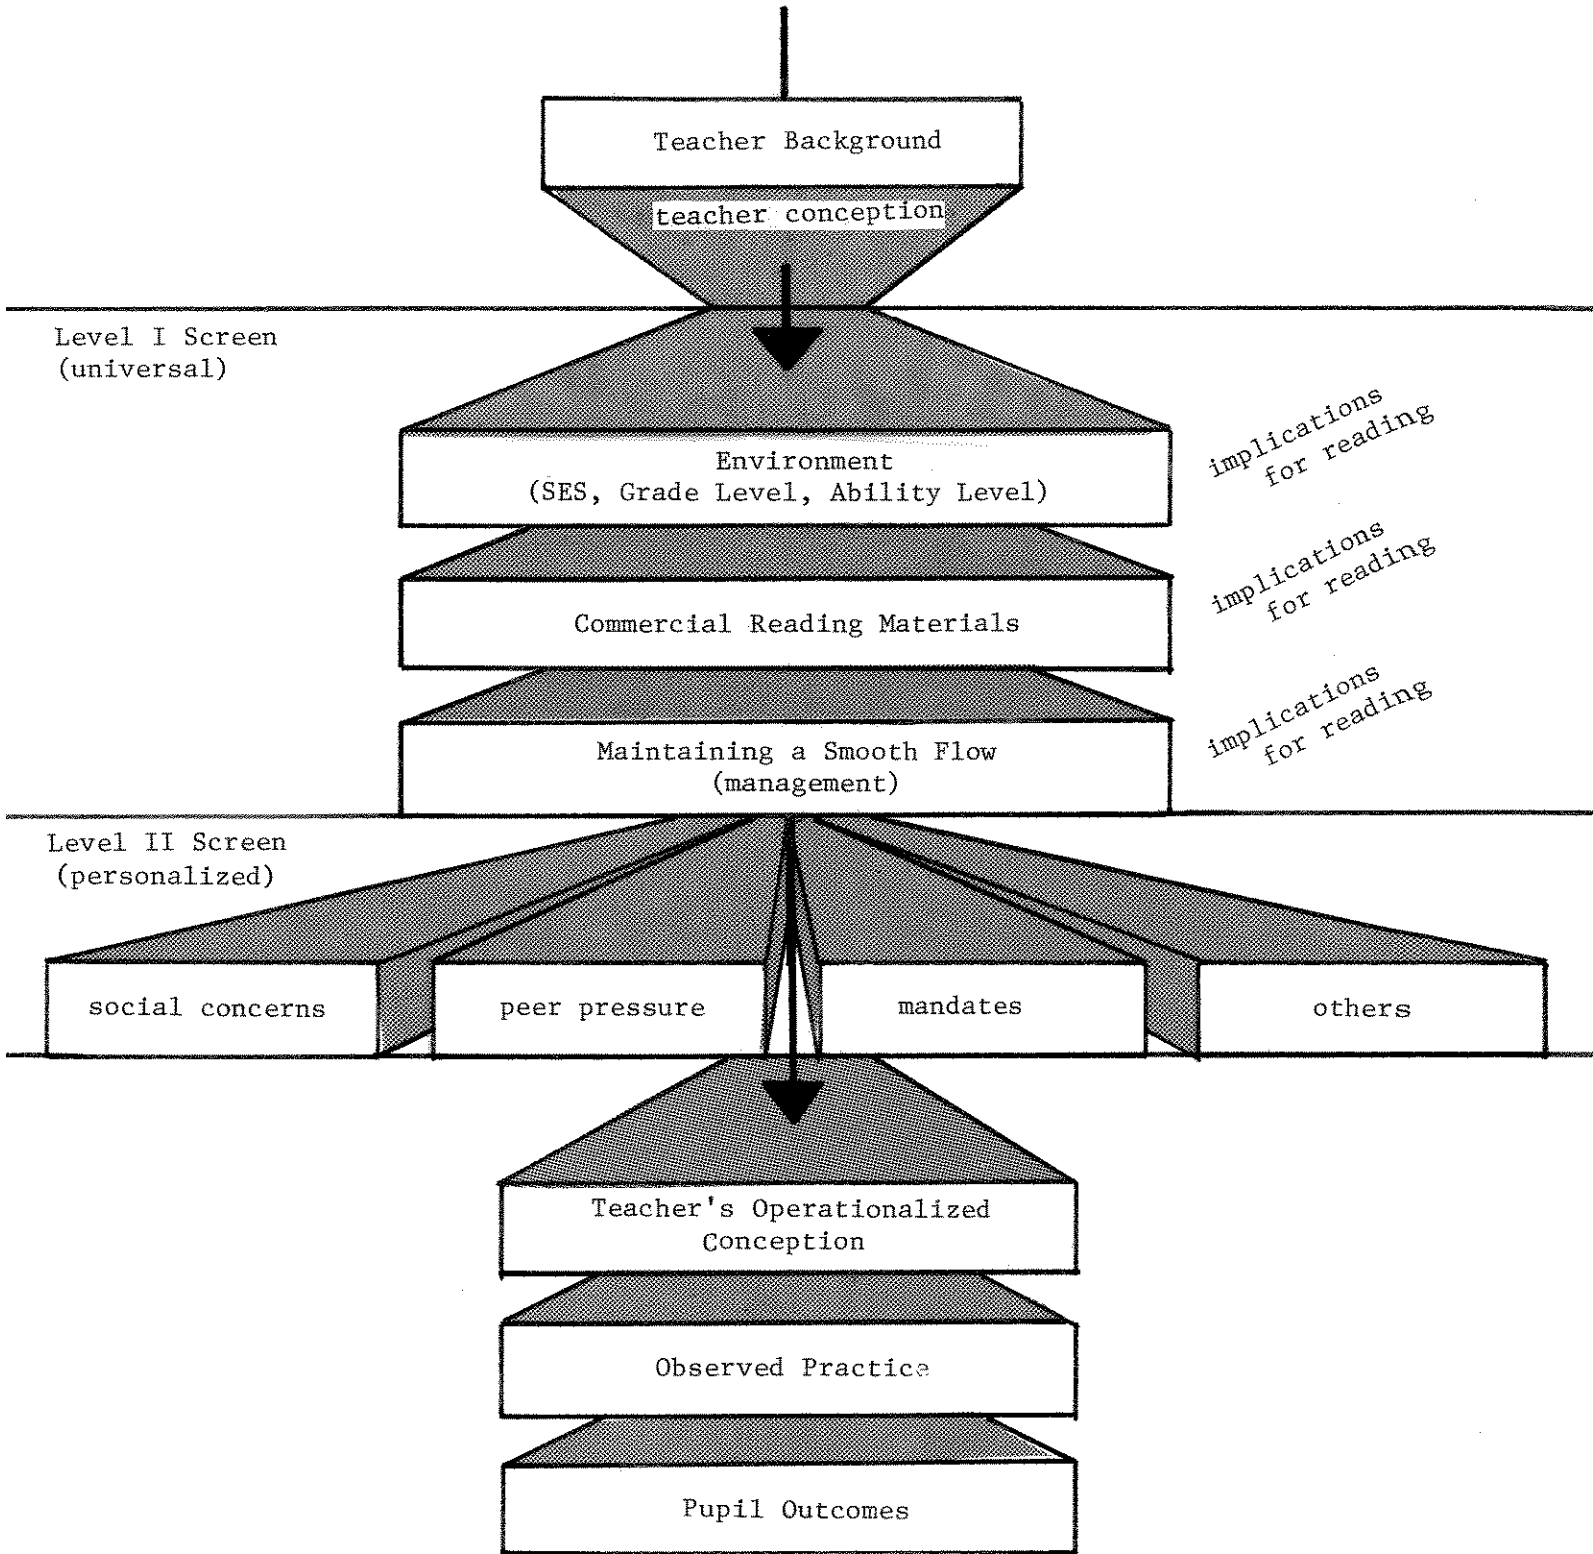 Teacher Background
teacher conception
Level I Screen
(universal)
Environment
(SES, Grade Level, Ability Level)
implications
for reading
Commercial Reading Materials
implications
for reading
Maintaining a Smooth Flow
(management)
implications
for reading
Level II Screen
(personalized)
social concerns
peer pressure
mandates
others
Teacher's Operationalized
Conception
Observed Practice
Pupil Outcomes